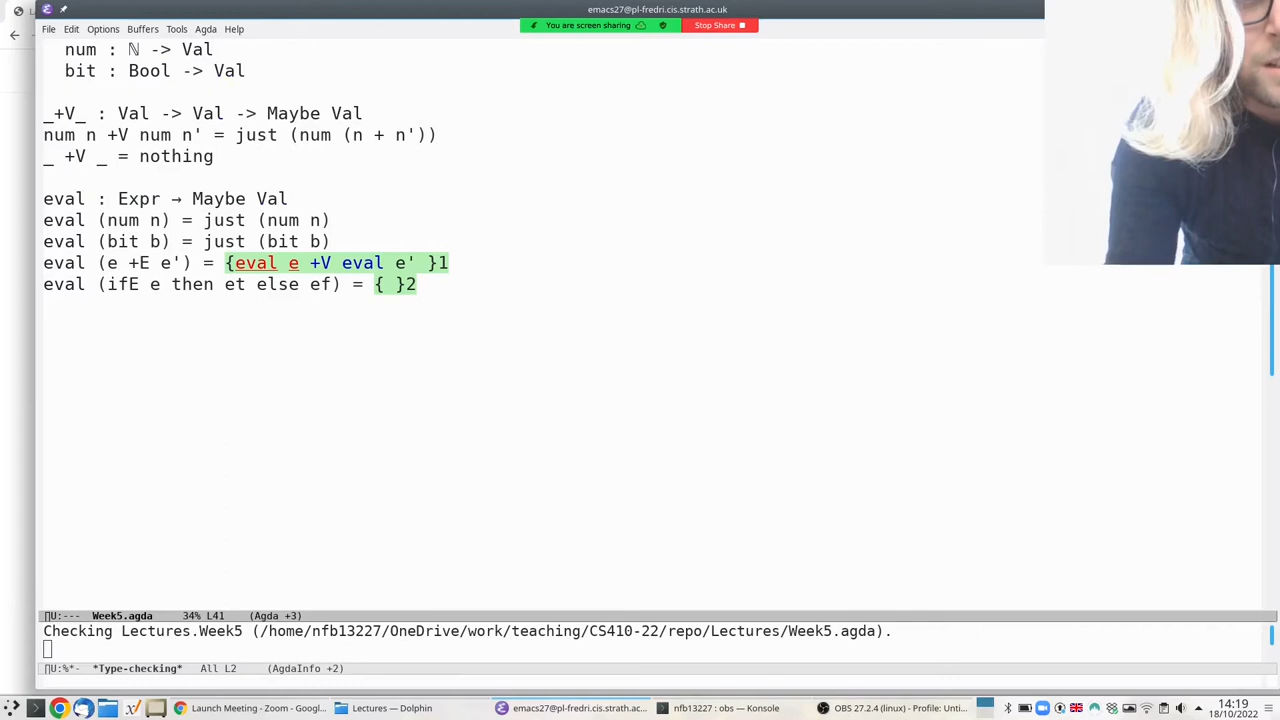 emacs27@pl-fredri.cis.strath.ac.uk
File Edit Options Buffers Tools Agda Help
You are screen sharing Stop Share
num : ℕ -> Val
bit : Bool -> Val
_+V_ : Val -> Val -> Maybe Val
num n +V num n' = just (num (n + n'))
_ +V _ = nothing
eval : Expr → Maybe Val
eval (num n) = just (num n)
eval (bit b) = just (bit b)
eval (e +E e') = {eval e +V eval e' }1
eval (ifE e then et else ef) = { }2
∏U:--- Week5.agda 34% L41 (Agda +3)
Checking Lectures.Week5 (/home/nfb13227/OneDrive/work/teaching/CS410-22/repo/Lectures/Week5.agda).
∏U:%*- *Type-checking* All L2 (AgdaInfo +2)
Launch Meeting - Zoom - Googl... Lectures — Dolphin emacs27@pl-fredri.cis.strath.ac... nfb13227 : obs — Konsole OBS 27.2.4 (linux) - Profile: Unti... 14:19
18/10/2022